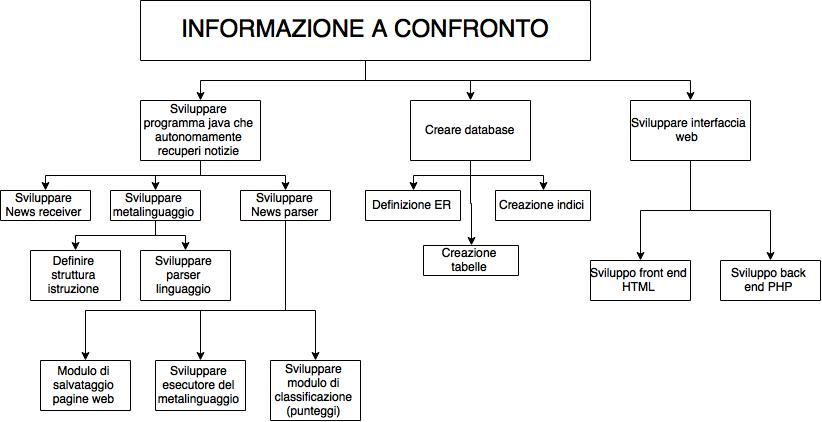 INFORMAZIONE A CONFRONTO
Sviluppare
programma java che
autonomamente
recuperi notizie
Creare database
Sviluppare interfaccia
web
Sviluppare
News receiver
Sviluppare
metalinguaggio
Sviluppare
News parser
Definizione ER
Creazione indici
Definire
struttura
istruzione
Sviluppare
parser
linguaggio
Creazione
tabelle
Sviluppo front end
HTML
Sviluppo back
end PHP
Modulo di
salvataggio
pagine web
Sviluppare
esecutore del
metalinguaggio
Sviluppare
modulo di
classificazione
(punteggi)